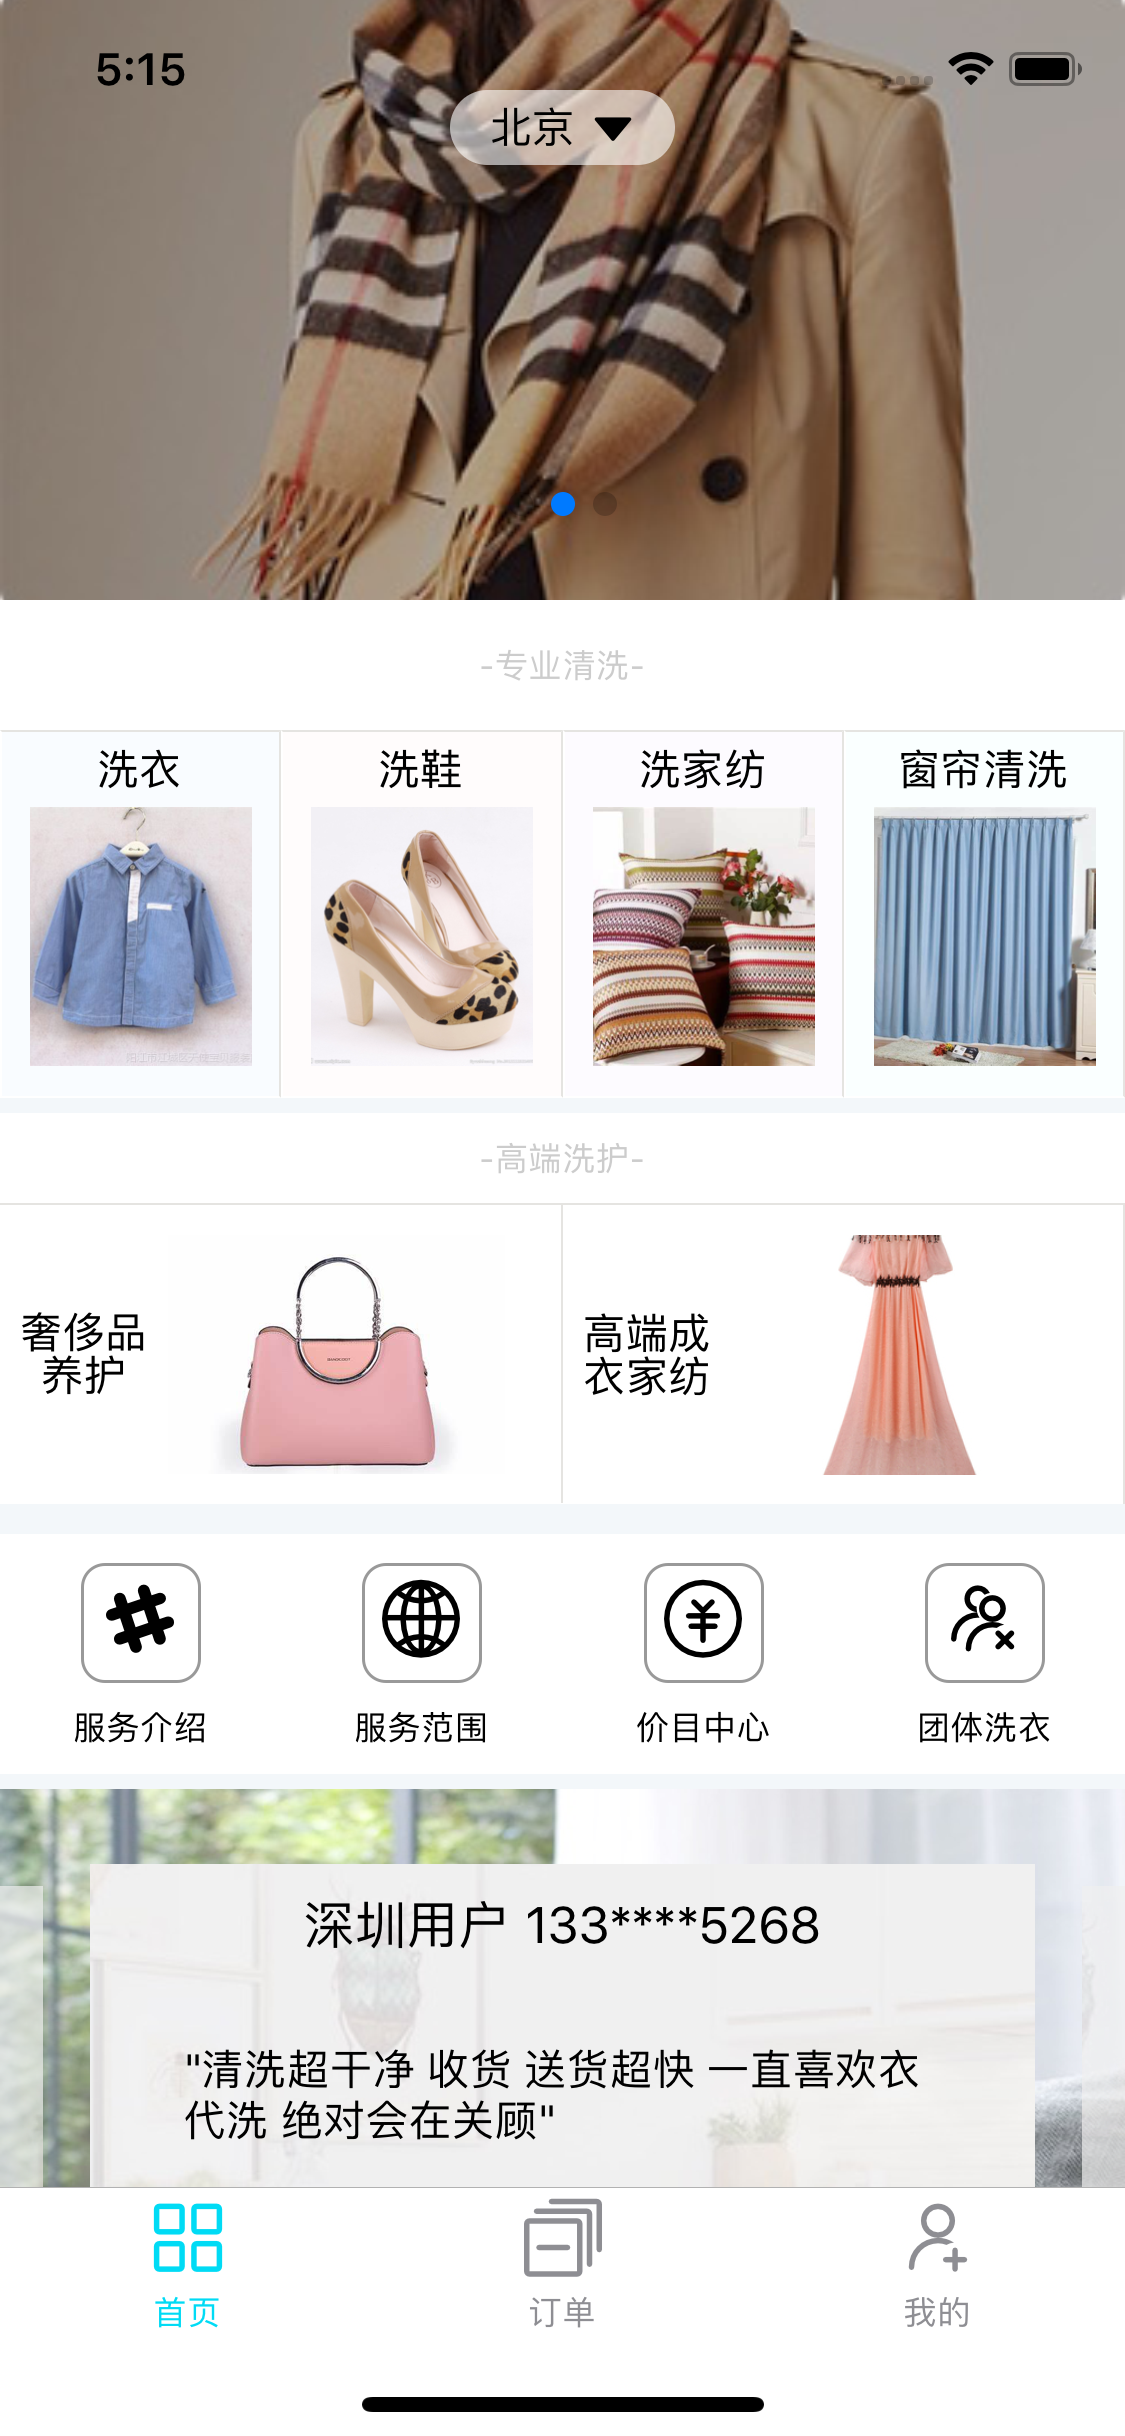 5:15
北京
-专业清洗-
洗衣
洗鞋
洗家纺
窗帘清洗
-高端洗护-
奢侈品
养护
高端成
衣家纺
服务介绍
服务范围
价目中心
团体洗衣
深圳用户 133****5268
"清洗超干净 收货 送货超快 一直喜欢衣
代洗 绝对会在关顾"
首页
订单
我的